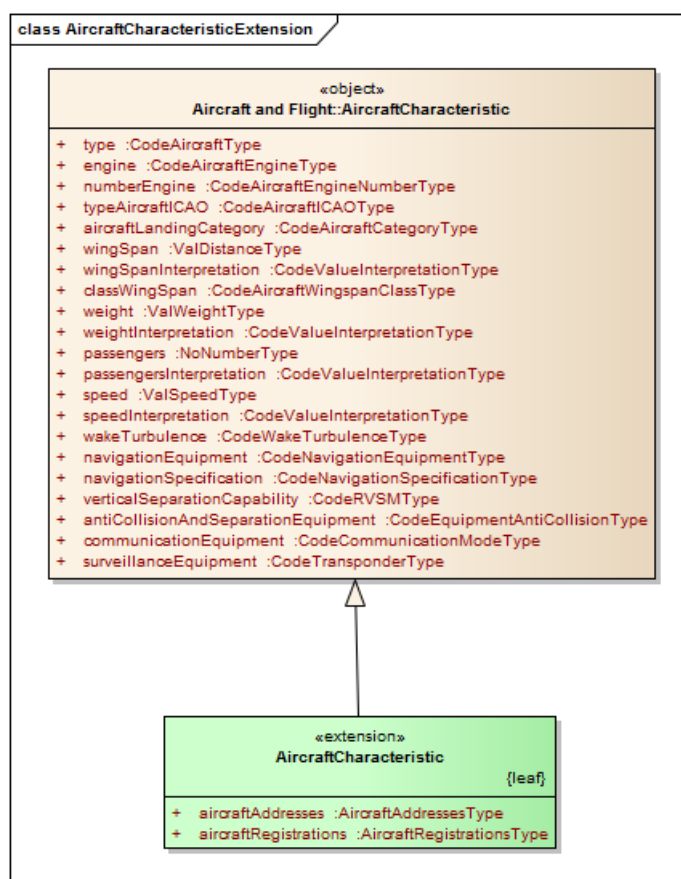 class AircraftCharacteristicExtension
«object»
Aircraft and Flight::AircraftCharacteristic
+ type :CodeAircraftType
+ engine :CodeAircraftEngineType
+ numberEngine :CodeAircraftEngineNumberType
+ typeAircraftICAO :CodeAircraftICAOType
+ aircraftLandingCategory :CodeAircraftCategoryType
+ wingSpan :ValDistanceType
+ wingSpanInterpretation :CodeValueInterpretationType
+ classWingSpan :CodeAircraftWingspanClassType
+ weight :ValWeightType
+ weightInterpretation :CodeValueInterpretationType
+ passengers :NoNumberType
+ passengersInterpretation :CodeValueInterpretationType
+ speed :ValSpeedType
+ speedInterpretation :CodeValueInterpretationType
+ wakeTurbulence :CodeWakeTurbulenceType
+ navigationEquipment :CodeNavigationEquipmentType
+ navigationSpecification :CodeNavigationSpecificationType
+ verticalSeparationCapability :CodeRVSMType
+ antiCollisionAndSeparationEquipment :CodeEquipmentAntiCollisionType
+ communicationEquipment :CodeCommunicationModeType
+ surveillanceEquipment :CodeTransponderType
«extension»
AircraftCharacteristic
{leaf}
+ aircraftAddresses :AircraftAddressesType
+ aircraftRegistrations :AircraftRegistrationsType